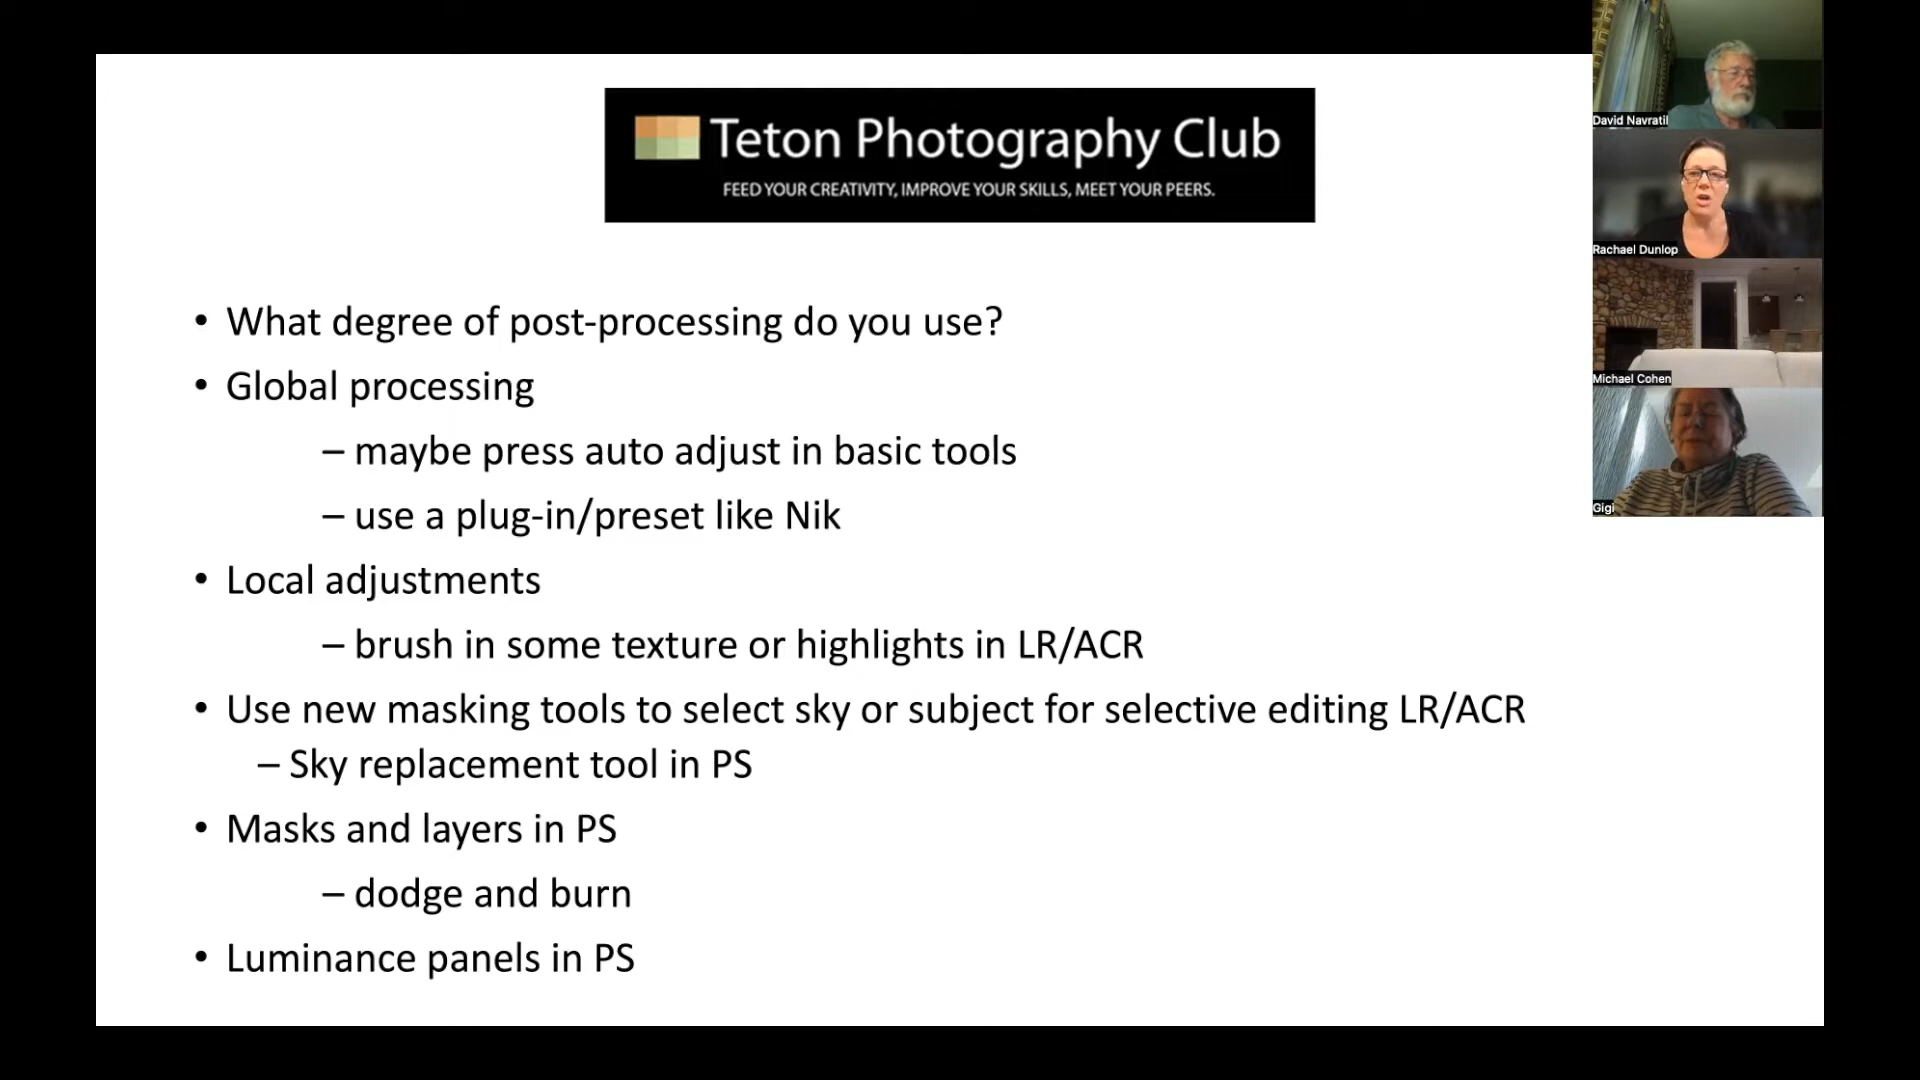 Teton Photography Club
FEED YOUR CREATIVITY, IMPROVE YOUR SKILLS, MEET YOUR PEERS.
• What degree of post-processing do you use?
• Global processing
– maybe press auto adjust in basic tools
– use a plug-in/preset like Nik
• Local adjustments
– brush in some texture or highlights in LR/ACR
• Use new masking tools to select sky or subject for selective editing LR/ACR
– Sky replacement tool in PS
• Masks and layers in PS
– dodge and burn
• Luminance panels in PS
David Navratil
Rachael Dunlop
Michael Cohen
Gigi